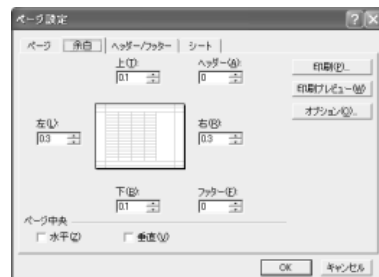 ページ設定
ページ 余白 ヘッダー/フッター シート
上(T): ヘッダー(A):
0.1 0
印刷(P)...
印刷プレビュー(W)
オプション(O)...
左(L): 右(R):
0.3 0.3
下(B): フッター(F):
0.1 0
ページ中央
水平(Z) 垂直(V)
OK キャンセル